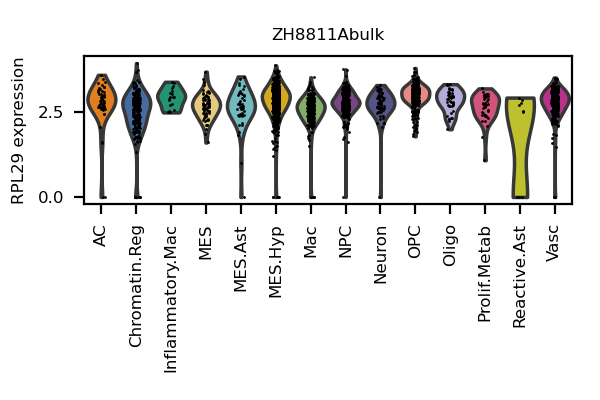 ZH8811Abulk
RPL29 expression
2.5
0.0
AC
Chromatin.Reg
Inflammatory.Mac
MES
MES.Ast
MES.Hyp
Mac
NPC
Neuron
OPC
Oligo
Prolif.Metab
Reactive.Ast
Vasc